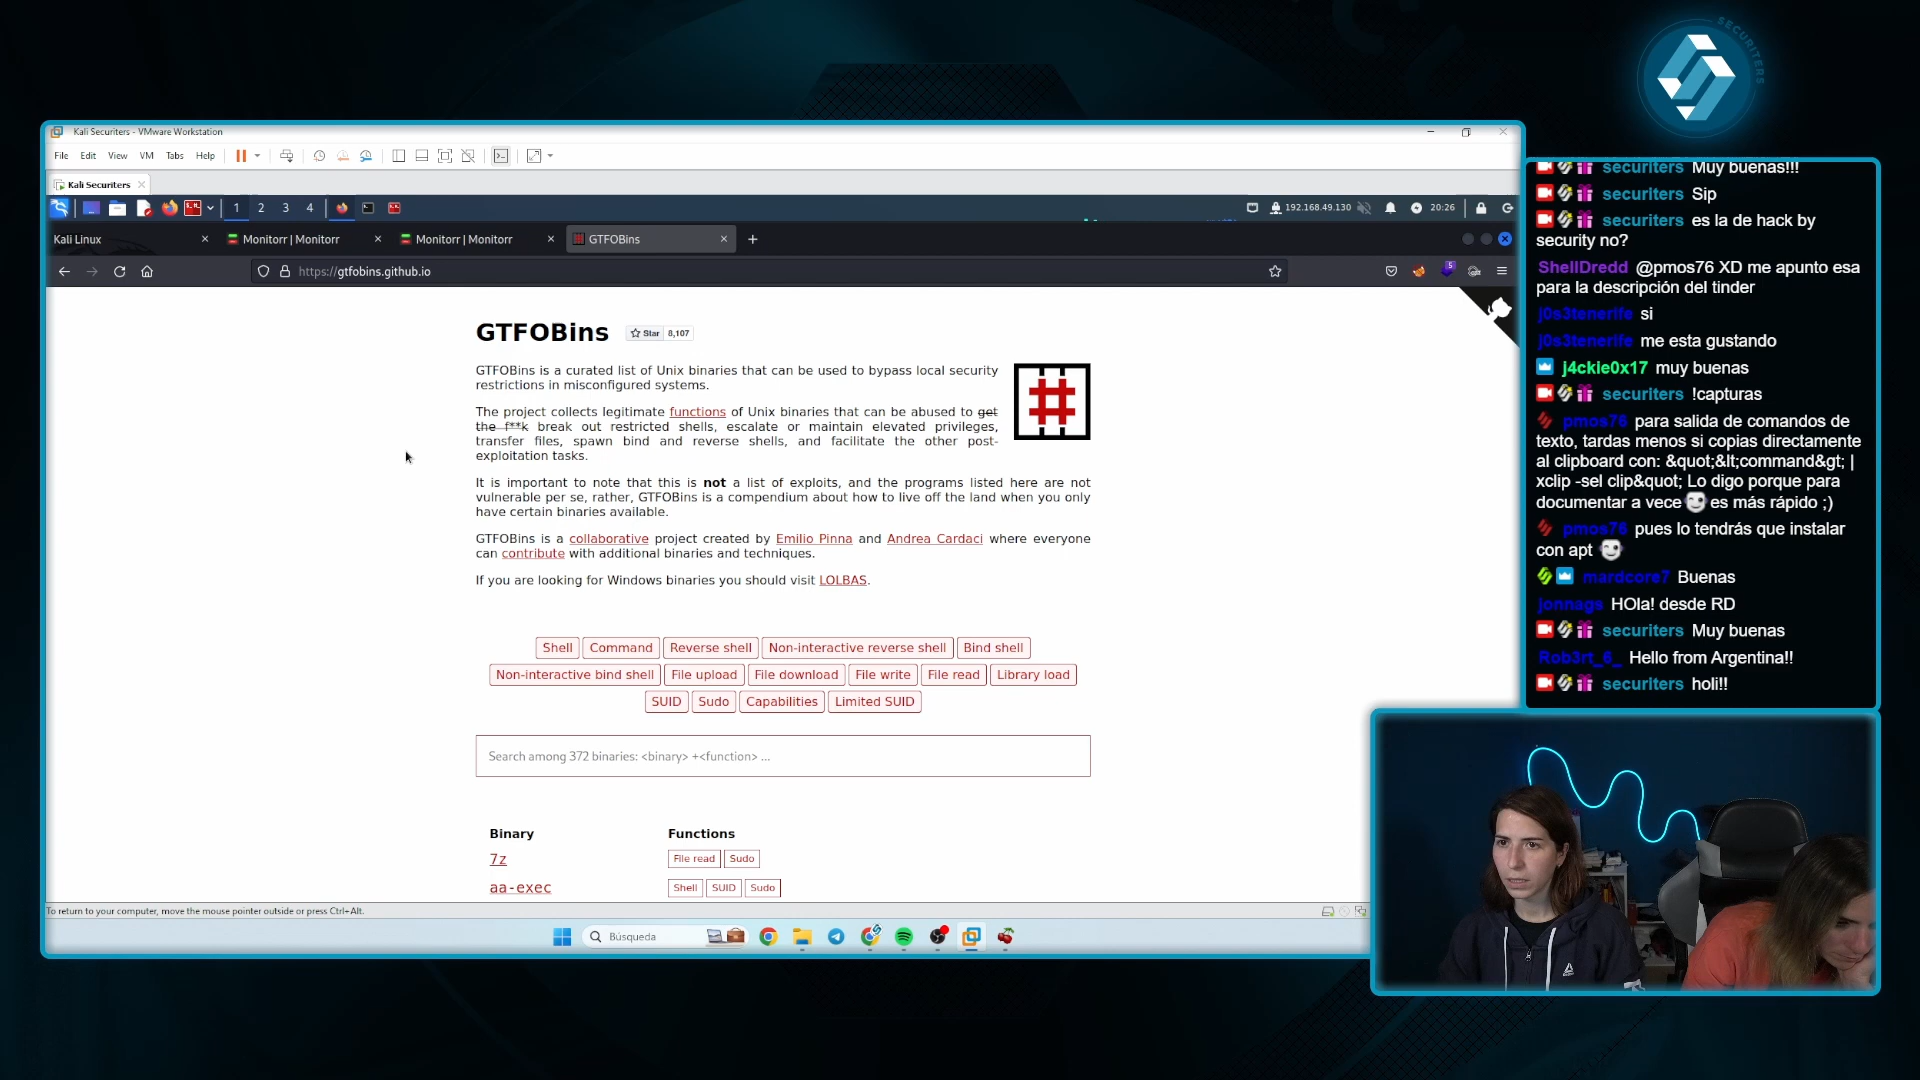 SECURITERS
Kali Securiters - VMware Workstation
File Edit View VM Tabs Help
Kali Securiters
1 2 3 4
192.168.49.130
20:26
Kali Linux
Monitorr | Monitorr
Monitorr | Monitorr
GTFOBins
https://gtfobins.github.io
5
GTFOBins
Star 8,107
GTFOBins is a curated list of Unix binaries that can be used to bypass local security
restrictions in misconfigured systems.
The project collects legitimate functions of Unix binaries that can be abused to get
the f**k break out restricted shells, escalate or maintain elevated privileges,
transfer files, spawn bind and reverse shells, and facilitate the other post-
exploitation tasks.
It is important to note that this is not a list of exploits, and the programs listed here are not
vulnerable per se, rather, GTFOBins is a compendium about how to live off the land when you only
have certain binaries available.
GTFOBins is a collaborative project created by Emilio Pinna and Andrea Cardaci where everyone
can contribute with additional binaries and techniques.
If you are looking for Windows binaries you should visit LOLBAS.
Shell Command Reverse shell Non-interactive reverse shell Bind shell
Non-interactive bind shell File upload File download File write File read Library load
SUID Sudo Capabilities Limited SUID
Search among 372 binaries: <binary> +<function> ...
Binary Functions
7z File read Sudo
aa-exec Shell SUID Sudo
To return to your computer, move the mouse pointer outside or press Ctrl+Alt.
Búsqueda
securiters Muy buenas!!!
securiters Sip
securiters es la de hack by
security no?
ShellDredd @pmos76 XD me apunto esa
para la descripción del tinder
j0s3tenerife si
j0s3tenerife me esta gustando
j4ckie0x17 muy buenas
securiters !capturas
pmos76 para salida de comandos de
texto, tardas menos si copias directamente
al clipboard con: &quot;&lt;command&gt; |
xclip -sel clip&quot; Lo digo porque para
documentar a vece es más rápido ;)
pmos76 pues lo tendrás que instalar
con apt
mardcore7 Buenas
jonnags HOla! desde RD
securiters Muy buenas
Rob3rt_6_ Hello from Argentina!!
securiters holi!!